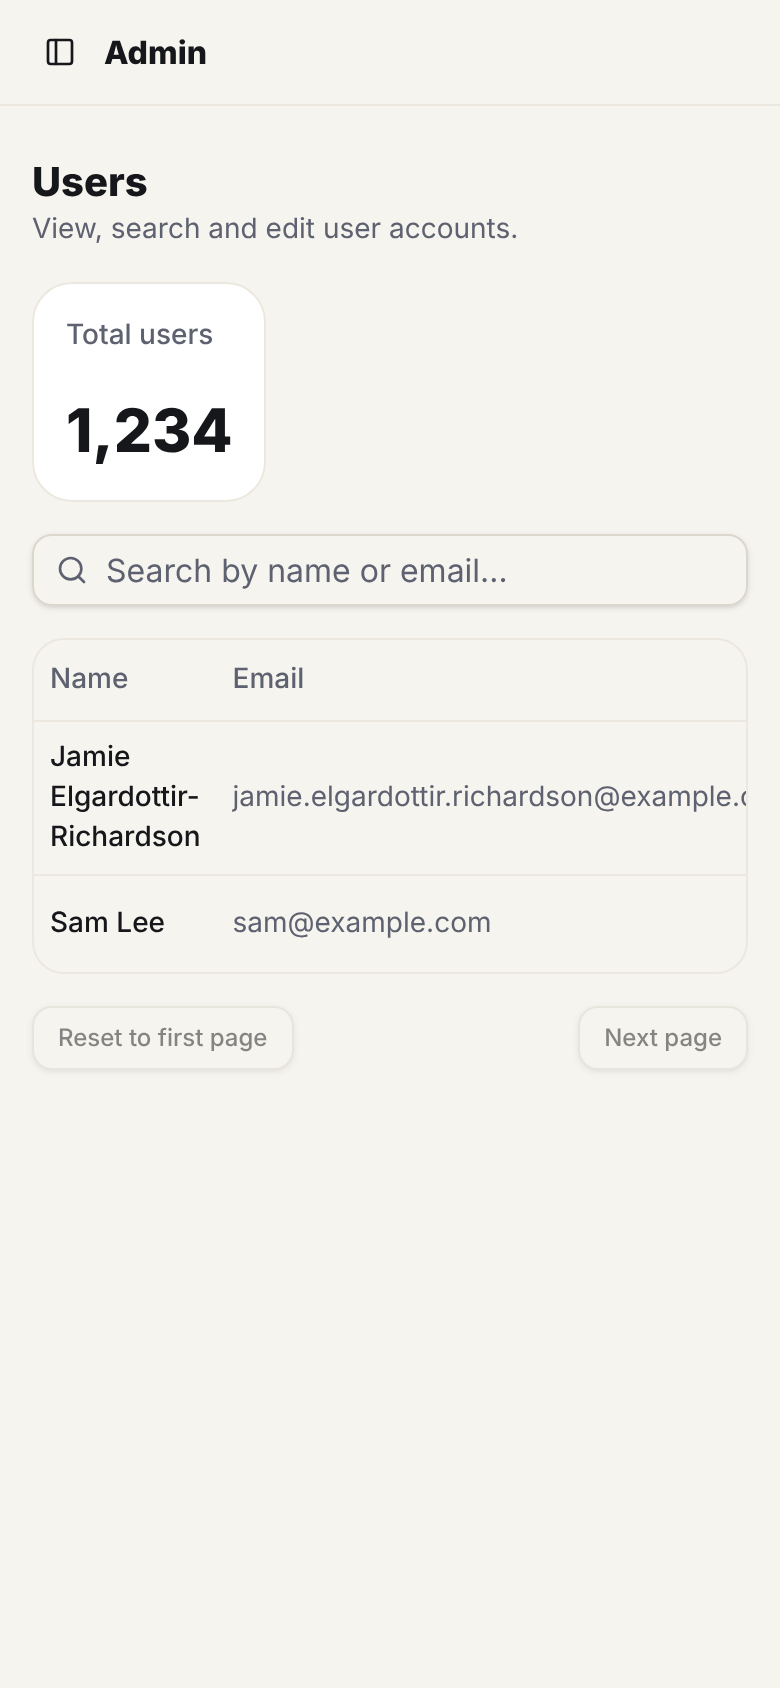 Admin
Users
View, search and edit user accounts.
Total users
1,234
Search by name or email...
Name Email
Jamie
Elgardottir-
Richardson
jamie.elgardottir.richardson@example.
Sam Lee sam@example.com
Reset to first page Next page